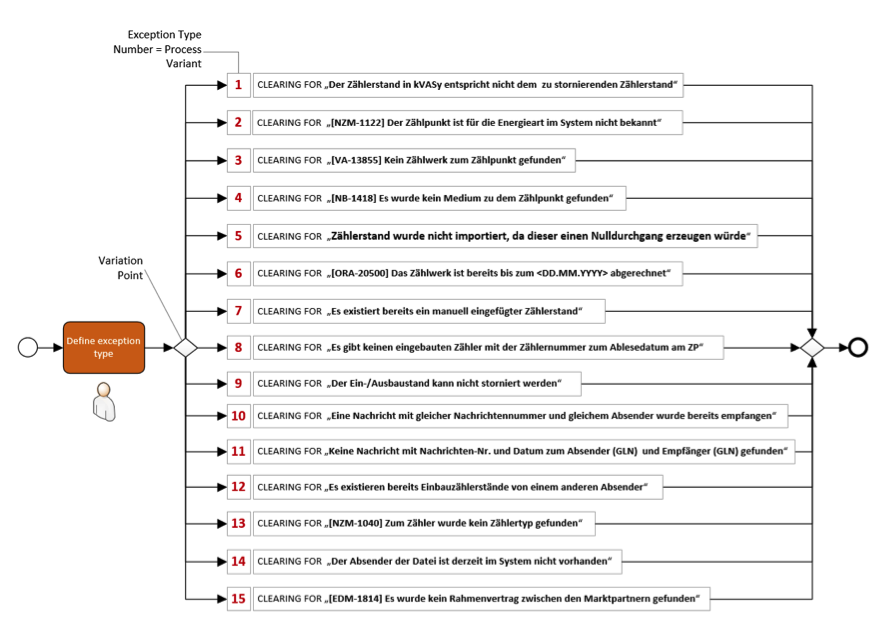 Exception Type
Number = Process
Variant
1 CLEARING FOR „Der Zählerstand in kVASy entspricht nicht dem zu stornierenden Zählerstand“
2 CLEARING FOR „[NZM-1122] Der Zählpunkt ist für die Energieart im System nicht bekannt“
3 CLEARING FOR „[VA-13855] Kein Zählwerk zum Zählpunkt gefunden“
4 CLEARING FOR „[NB-1418] Es wurde kein Medium zu dem Zählpunkt gefunden“
5 CLEARING FOR „Zählerstand wurde nicht importiert, da dieser einen Nulldurchgang erzeugen würde“
Variation
Point
6 CLEARING FOR „[ORA-20500] Das Zählwerk ist bereits bis zum <DD.MM.YYYY> abgerechnet“
7 CLEARING FOR „Es existiert bereits ein manuell eingefügter Zählerstand“
Define exception
type
8 CLEARING FOR „Es gibt keinen eingebauten Zähler mit der Zählernummer zum Ablesedatum am ZP“
9 CLEARING FOR „Der Ein-/Ausbaustand kann nicht storniert werden“
10 CLEARING FOR „Eine Nachricht mit gleicher Nachrichtennummer und gleichem Absender wurde bereits empfangen“
11 CLEARING FOR „Keine Nachricht mit Nachrichten-Nr. und Datum zum Absender (GLN) und Empfänger (GLN) gefunden“
12 CLEARING FOR „Es existieren bereits Einbauzählerstände von einem anderen Absender“
13 CLEARING FOR „[NZM-1040] Zum Zähler wurde kein Zählertyp gefunden“
14 CLEARING FOR „Der Absender der Datei ist derzeit im System nicht vorhanden“
15 CLEARING FOR „[EDM-1814] Es wurde kein Rahmenvertrag zwischen den Marktpartnern gefunden“